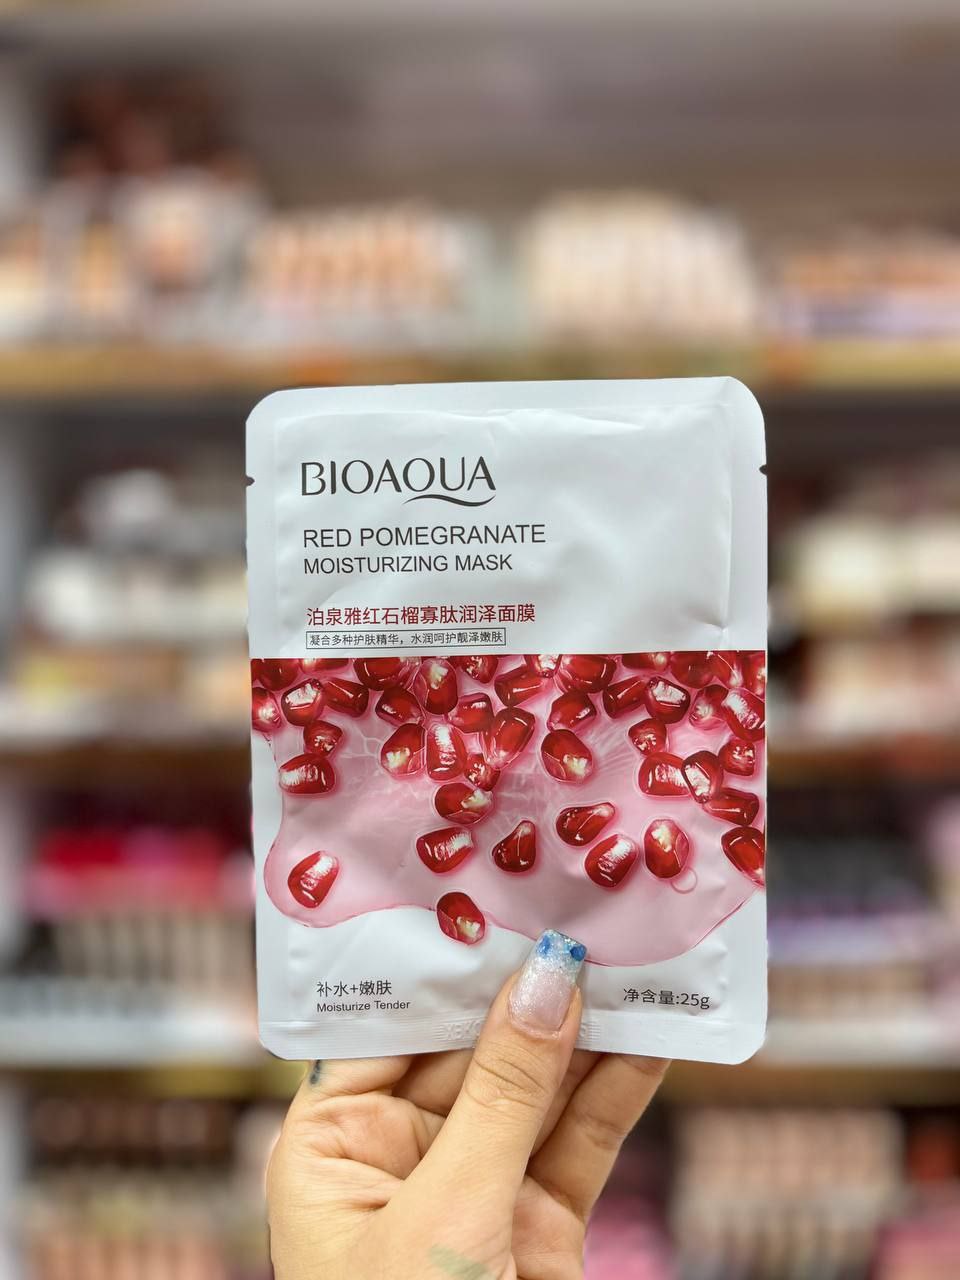 BIOAQUA
RED POMEGRANATE
MOISTURIZING MASK
泊泉雅红石榴寡肽润泽面膜
凝合多种护肤精华，水润呵护靓泽嫩肤
补水+嫩肤
Moisturize Tender
净含量:25g